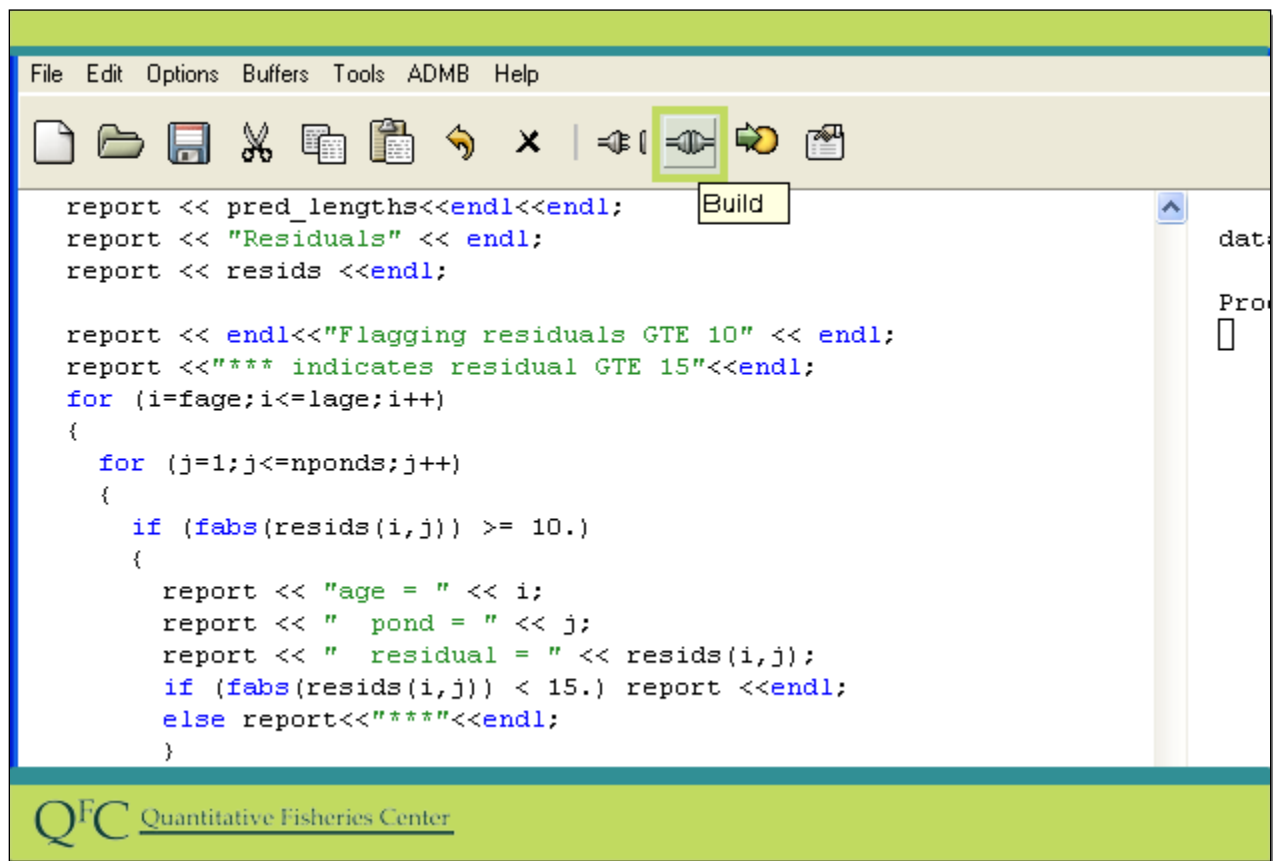 File Edit Options Buffers Tools ADMB Help
Build
report << pred_lengths<<endl<<endl;
report << "Residuals" << endl;
report << resids <<endl;
report << endl<<"Flagging residuals GTE 10" << endl;
report <<"*** indicates residual GTE 15"<<endl;
for (i=fage;i<=lage;i++)
{
for (j=1;j<=nponds;j++)
{
if (fabs(resids(i,j)) >= 10.)
{
report << "age = " << i;
report << "  pond = " << j;
report << "  residual = " << resids(i,j);
if (fabs(resids(i,j)) < 15.) report <<endl;
else report<<"***"<<endl;
}
QFC Quantitative Fisheries Center